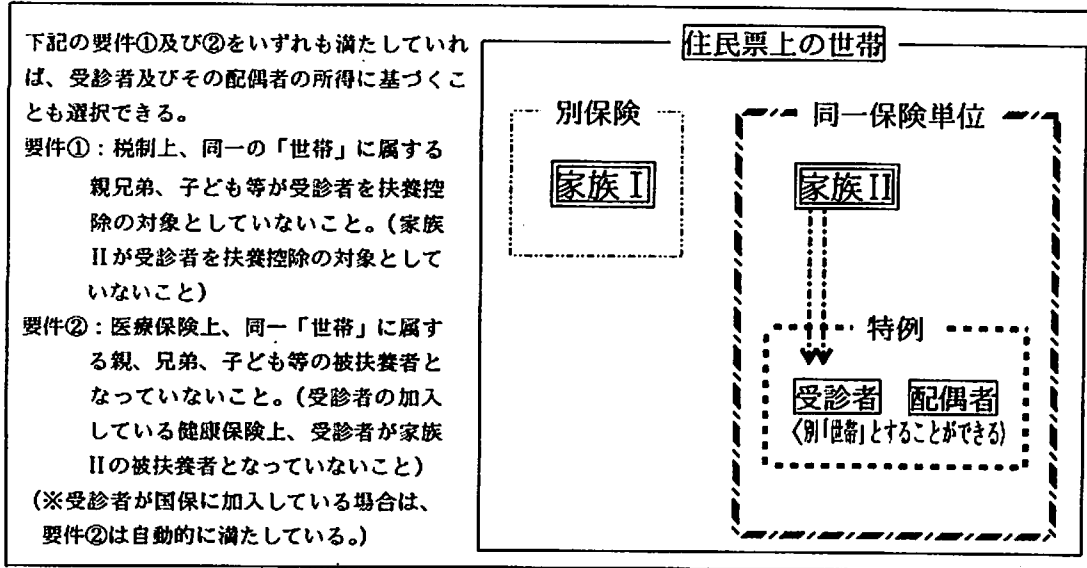 下記の要件①及び②をいずれも満たしていれ
ば、受診者及びその配偶者の所得に基づくこ
とも選択できる。
要件①：税制上、同一の「世帯」に属する
親兄弟、子ども等が受診者を扶養控
除の対象としていないこと。（家族
IIが受診者を扶養控除の対象として
いないこと）
要件②：医療保険上、同一「世帯」に属す
る親、兄弟、子ども等の被扶養者と
なっていないこと。（受診者の加入
している健康保険上、受診者が家族
IIの被扶養者となっていないこと）
（※受診者が国保に加入している場合は、
要件②は自動的に満たしている。）
住民票上の世帯
別保険
家族Ⅰ
同一保険単位
家族II
特例
受診者 配偶者
〈別「世帯」とすることができる〉